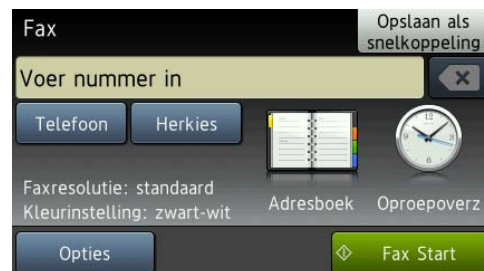 Fax
Opslaan als
snelkoppeling
Voer nummer in
Telefoon
Herkies
Faxresolutie: standaard
Kleurinstelling: zwart-wit
Adresboek
Oproepoverz
Opties
Fax Start